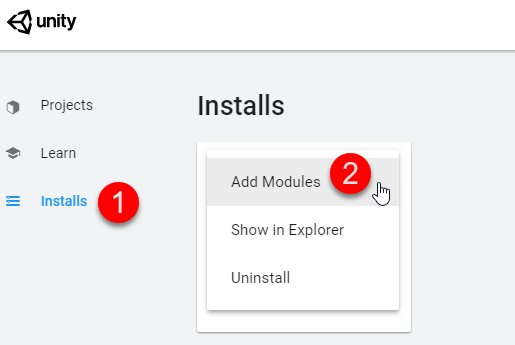 unity
Projects
Installs
Learn
Add Modules 2
Installs 1
Show in Explorer
Uninstall